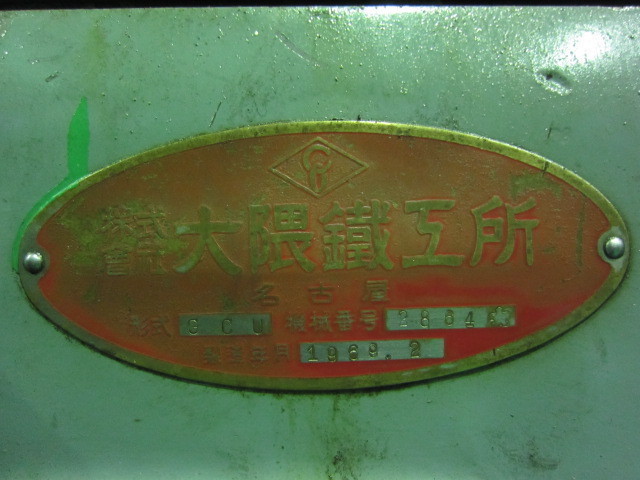 株式會社 大隈鐵工所
名古屋
形式 GCU 機械番号 2864
製造年月 1969.2